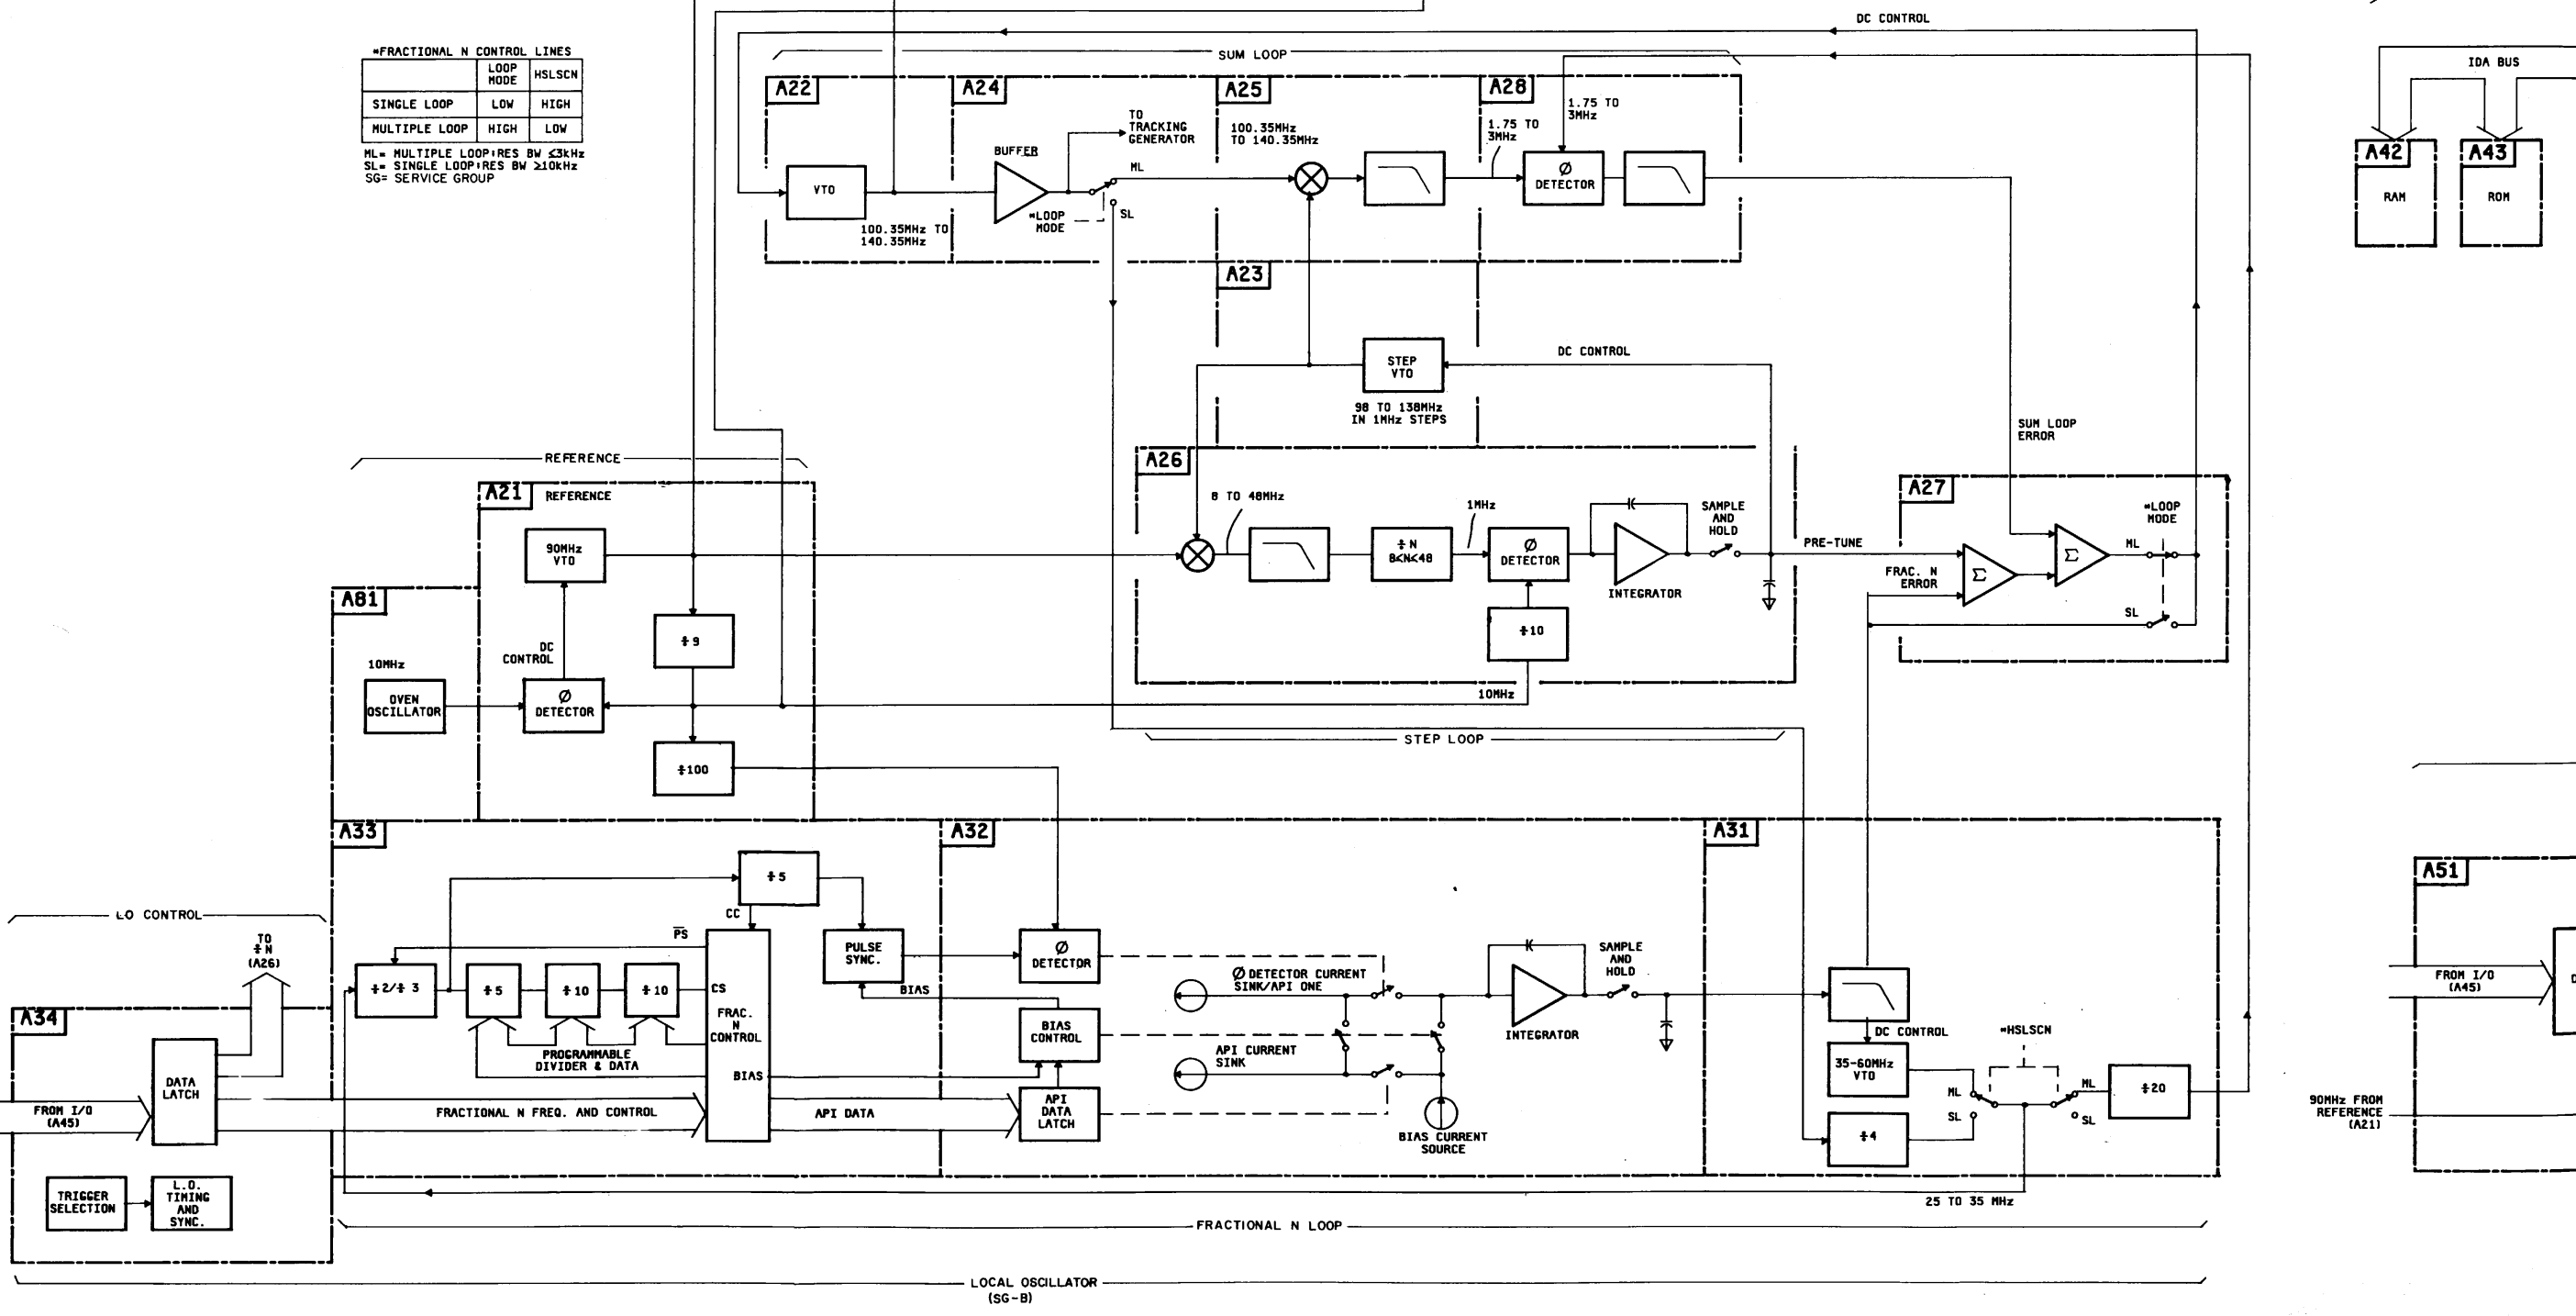 *FRACTIONAL N CONTROL LINES
LOOP MODE HSLSCN
SINGLE LOOP LOW HIGH
MULTIPLE LOOP HIGH LOW
ML= MULTIPLE LOOP:RES BW ≤3kHz
SL= SINGLE LOOP:RES BW ≥10kHz
SG= SERVICE GROUP
DC CONTROL
SUM LOOP
A22
VTO
100.35MHz TO
140.35MHz
A24
BUFFER
TO
TRACKING
GENERATOR
ML
SL
*LOOP
MODE
A25
100.35MHz
TO 140.35MHz
A28
1.75 TO
3MHz
1.75 TO
3MHz
Ø
DETECTOR
IDA BUS
A42
RAM
A43
ROM
A23
STEP
VTO
DC CONTROL
98 TO 138MHz
IN 1MHz STEPS
SUM LOOP
ERROR
REFERENCE
A21
REFERENCE
90MHz
VTO
÷9
DC
CONTROL
Ø
DETECTOR
÷100
A81
10MHz
OVEN
OSCILLATOR
A26
8 TO 48MHz
÷N
8<N<48
1MHz
Ø
DETECTOR
INTEGRATOR
SAMPLE
AND
HOLD
÷10
10MHz
PRE-TUNE
FRAC. N
ERROR
A27
Σ
Σ
*LOOP
MODE
ML
SL
STEP LOOP
A33
÷5
CC
PS
÷2/÷3
÷5
÷10
÷10
CS
FRAC.
N
CONTROL
BIAS
PROGRAMMABLE
DIVIDER & DATA
PULSE
SYNC.
BIAS
FRACTIONAL N FREQ. AND CONTROL
API DATA
A32
Ø
DETECTOR
BIAS
CONTROL
API
DATA
LATCH
Ø DETECTOR CURRENT
SINK/API ONE
API CURRENT
SINK
BIAS CURRENT
SOURCE
INTEGRATOR
SAMPLE
AND
HOLD
A31
DC CONTROL
35-60MHz
VTO
÷4
ML
SL
*HSLSCN
ML
SL
÷20
25 TO 35 MHz
LO CONTROL
TO
÷N
(A26)
A34
DATA
LATCH
FROM I/O
(A45)
TRIGGER
SELECTION
L.O.
TIMING
AND
SYNC.
FRACTIONAL N LOOP
LOCAL OSCILLATOR
(SG-B)
A51
FROM I/O
(A45)
90MHz FROM
REFERENCE
(A21)